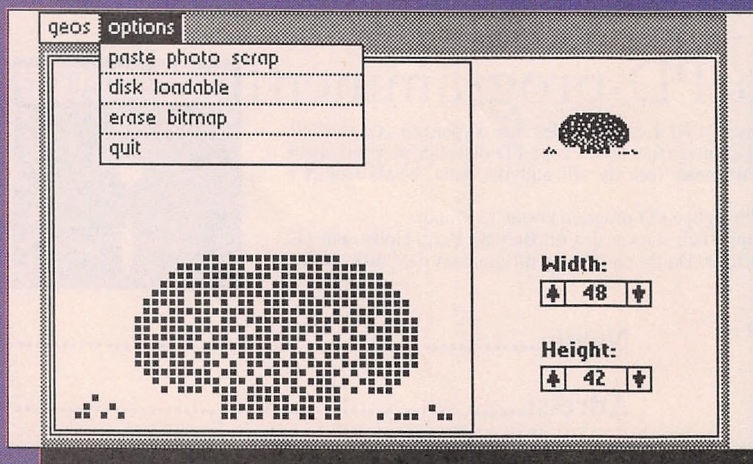 geos options
paste photo scrap
disk loadable
erase bitmap
quit
Width:
48
Height:
42